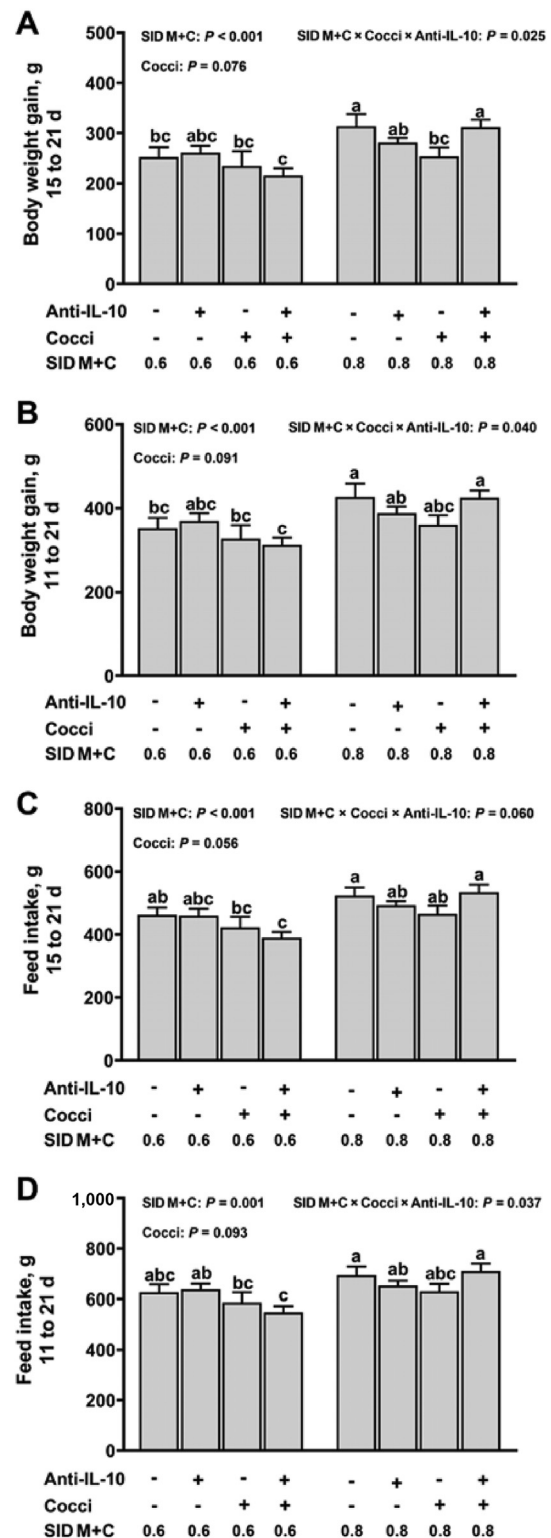 A
SID M+C: P < 0.001 SID M+C × Cocci × Anti-IL-10: P = 0.025
Cocci: P = 0.076
Body weight gain, g
15 to 21 d
500
400
300
200
100
0
bc abc bc c a ab bc a
Anti-IL-10 - + - + - + - +
Cocci - - + + - - + +
SID M+C 0.6 0.6 0.6 0.6 0.8 0.8 0.8 0.8
B
SID M+C: P < 0.001 SID M+C × Cocci × Anti-IL-10: P = 0.040
Cocci: P = 0.091
Body weight gain, g
11 to 21 d
600
400
200
0
bc abc bc c a ab abc a
Anti-IL-10 - + - + - + - +
Cocci - - + + - - + +
SID M+C 0.6 0.6 0.6 0.6 0.8 0.8 0.8 0.8
C
SID M+C: P < 0.001 SID M+C × Cocci × Anti-IL-10: P = 0.060
Cocci: P = 0.056
Feed intake, g
15 to 21 d
800
600
400
200
0
ab abc bc c a ab ab a
Anti-IL-10 - + - + - + - +
Cocci - - + + - - + +
SID M+C 0.6 0.6 0.6 0.6 0.8 0.8 0.8 0.8
D
SID M+C: P = 0.001 SID M+C × Cocci × Anti-IL-10: P = 0.037
Cocci: P = 0.093
Feed intake, g
11 to 21 d
1,000
800
600
400
200
0
abc ab bc c a ab abc a
Anti-IL-10 - + - + - + - +
Cocci - - + + - - + +
SID M+C 0.6 0.6 0.6 0.6 0.8 0.8 0.8 0.8